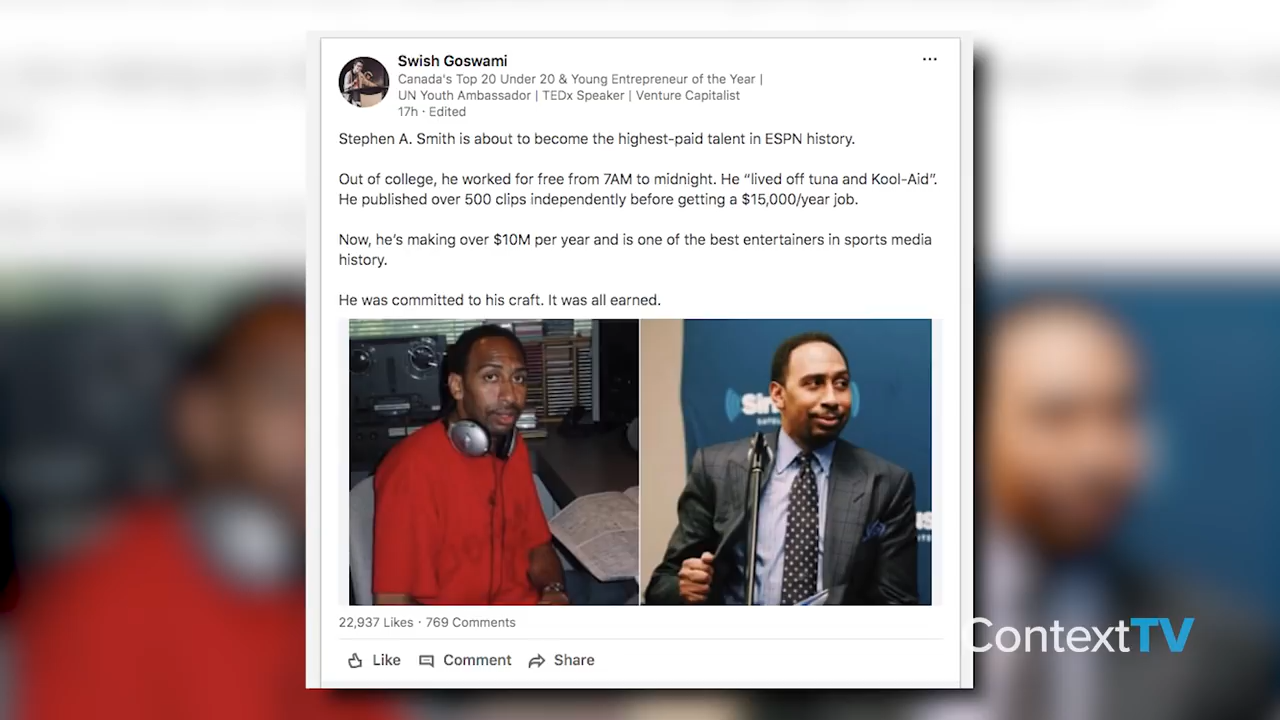 Swish Goswami
Canada's Top 20 Under 20 & Young Entrepreneur of the Year |
UN Youth Ambassador | TEDx Speaker | Venture Capitalist
17h · Edited
Stephen A. Smith is about to become the highest-paid talent in ESPN history.
Out of college, he worked for free from 7AM to midnight. He “lived off tuna and Kool-Aid”.
He published over 500 clips independently before getting a $15,000/year job.
Now, he’s making over $10M per year and is one of the best entertainers in sports media
history.
He was committed to his craft. It was all earned.
22,937 Likes · 769 Comments
Like
Comment
Share
ContextTV